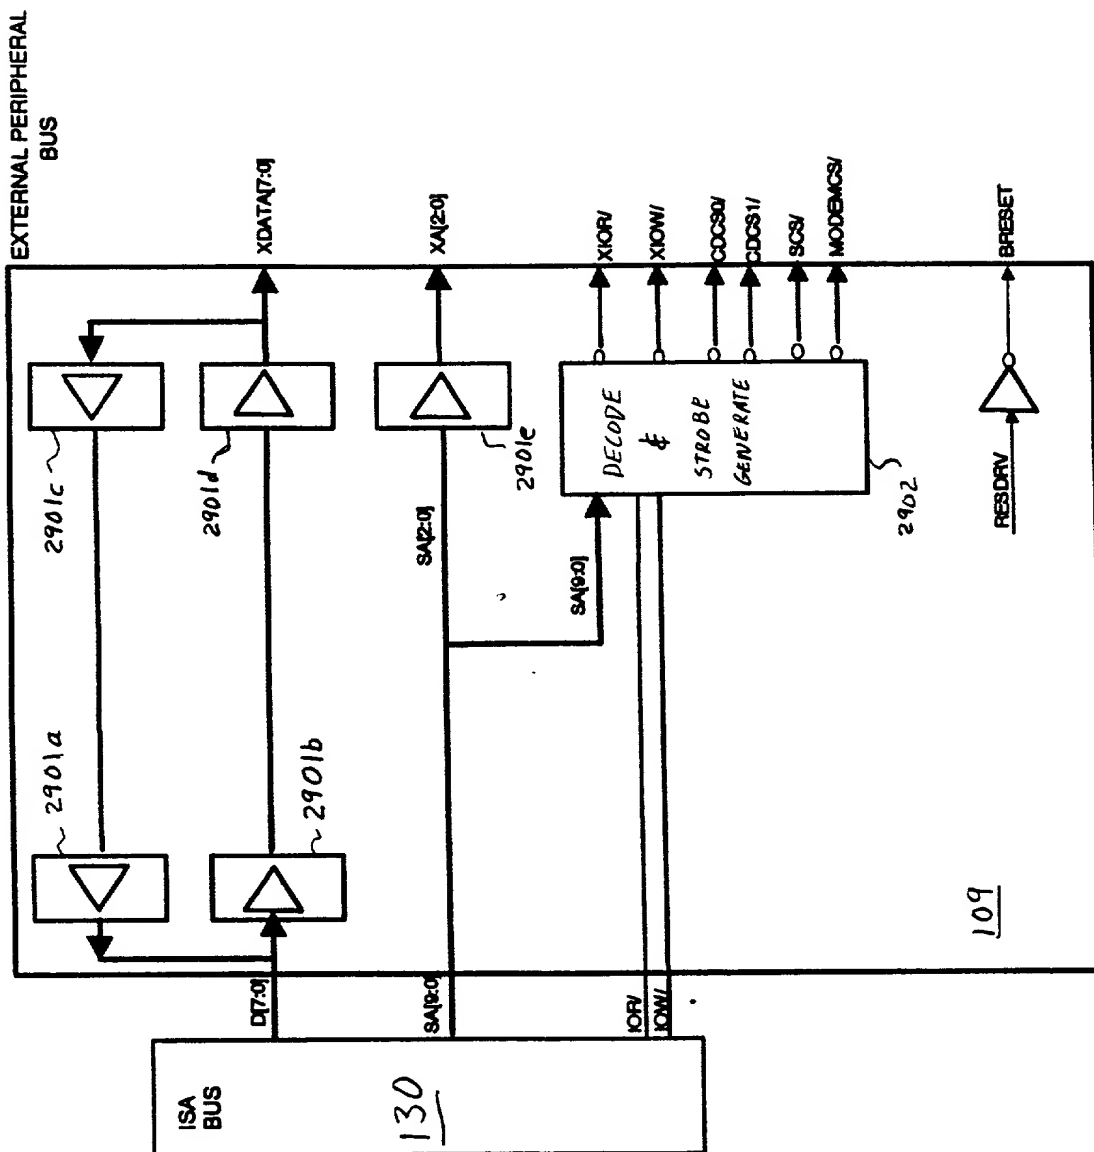 EXTERNAL PERIPHERAL
BUS
XDATA[7:0]
XA[2:0]
XIOR/
XIOW/
CDCS0/
CDCS1/
SCS/
MODEMCS/
BRESET
2901c
2901d
2901e
SA[2:0]
DECODE
&
STROBE
GENERATE
2902
SA[9:0]
RESDRV
2901a
2901b
109
D[7:0]
SA[9:0]
IOR/
IOW/
ISA
BUS
130